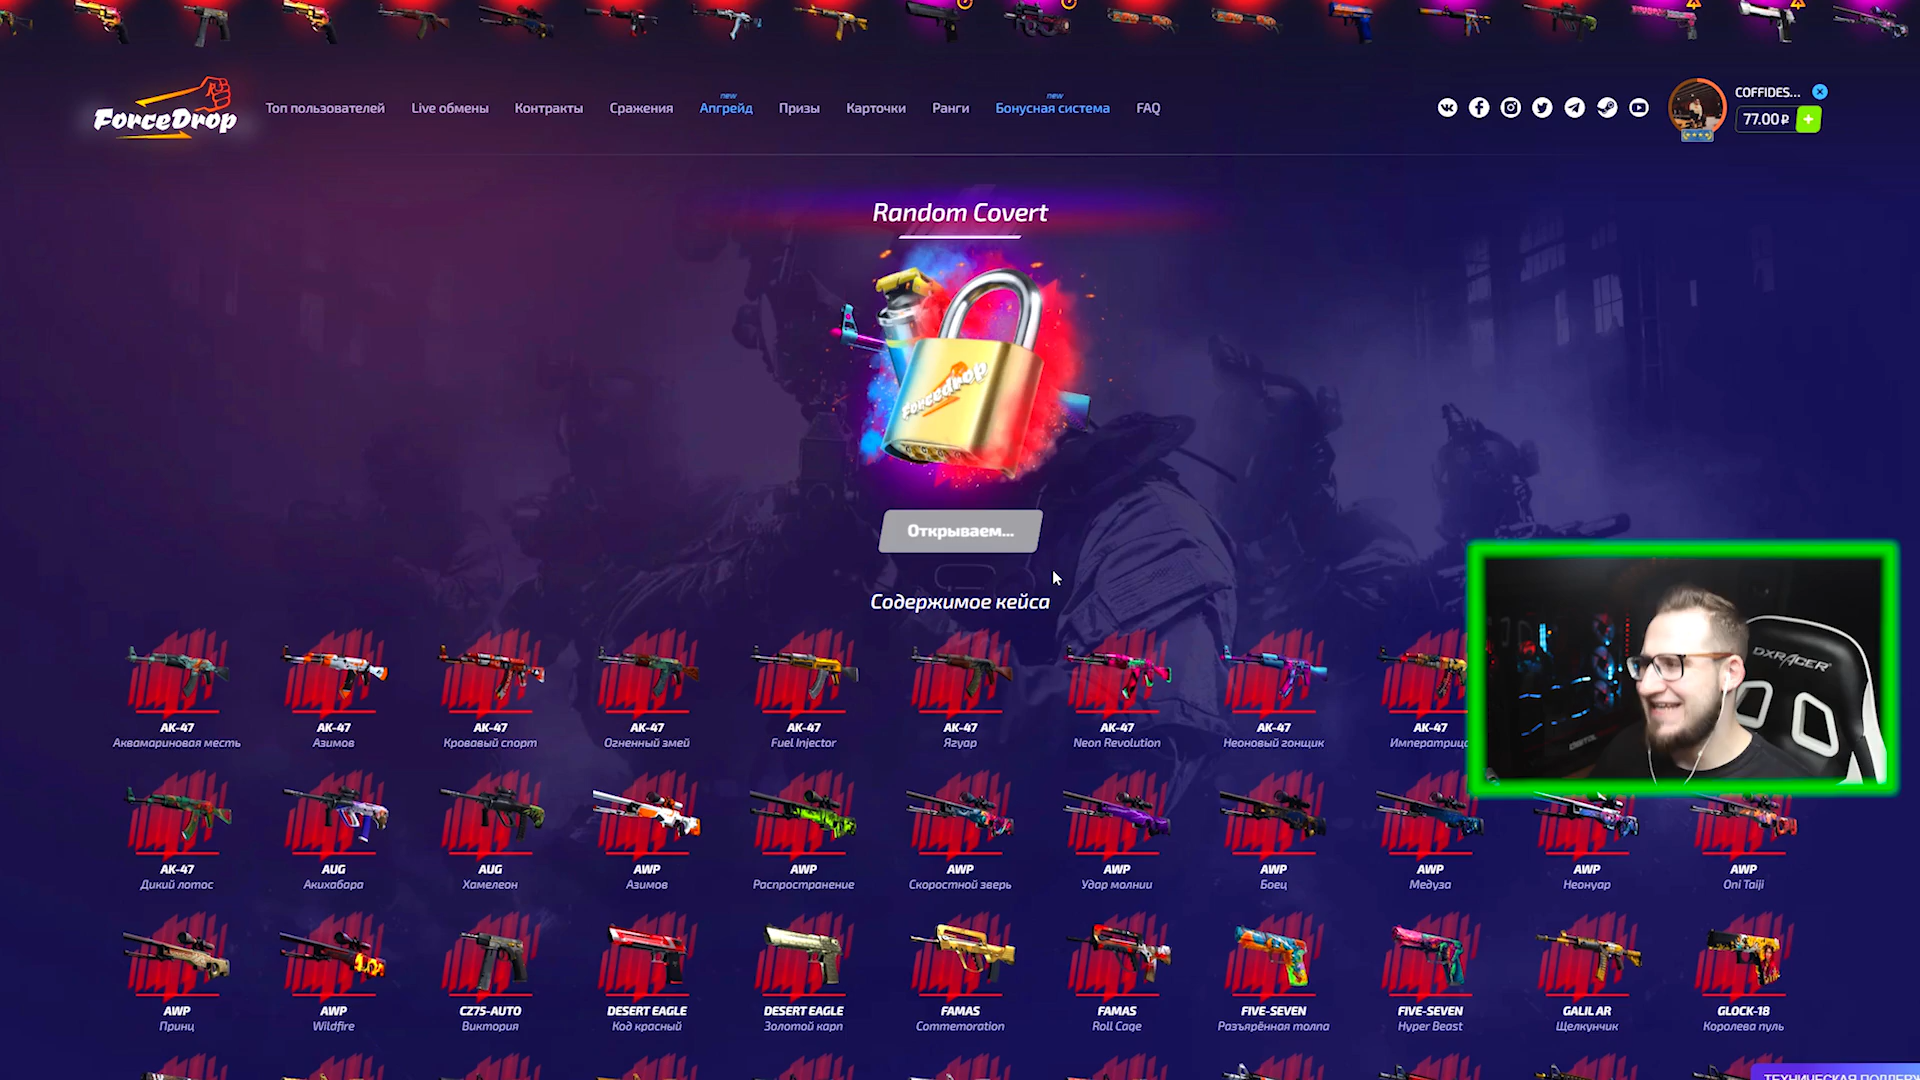 ForceDrop
Топ пользователей
Live обмены
Контракты
Сражения
new
Апгрейд
Призы
Карточки
Ранги
new
Бонусная система
FAQ
COFFIDES...
77.00₽
+
Random Covert
Forcedrop
Открываем...
Содержимое кейса
DXRACER
AK-47
Аквамариновая месть
AK-47
Азимов
AK-47
Кровавый спорт
AK-47
Огненный змей
AK-47
Fuel Injector
AK-47
Ягуар
AK-47
Neon Revolution
AK-47
Неоновый гонщик
AK-47
Императрица
AK-47
Дикий лотос
AUG
Акихабара
AUG
Хамелеон
AWP
Азимов
AWP
Распространение
AWP
Скоростной зверь
AWP
Удар молнии
AWP
Боец
AWP
Медуза
AWP
Неонуар
AWP
Oni Taiji
AWP
Принц
AWP
Wildfire
CZ75-AUTO
Виктория
DESERT EAGLE
Код красный
DESERT EAGLE
Золотой карп
FAMAS
Commemoration
FAMAS
Roll Cage
FIVE-SEVEN
Разъярённая толпа
FIVE-SEVEN
Hyper Beast
GALIL AR
Щелкунчик
GLOCK-18
Королева пуль